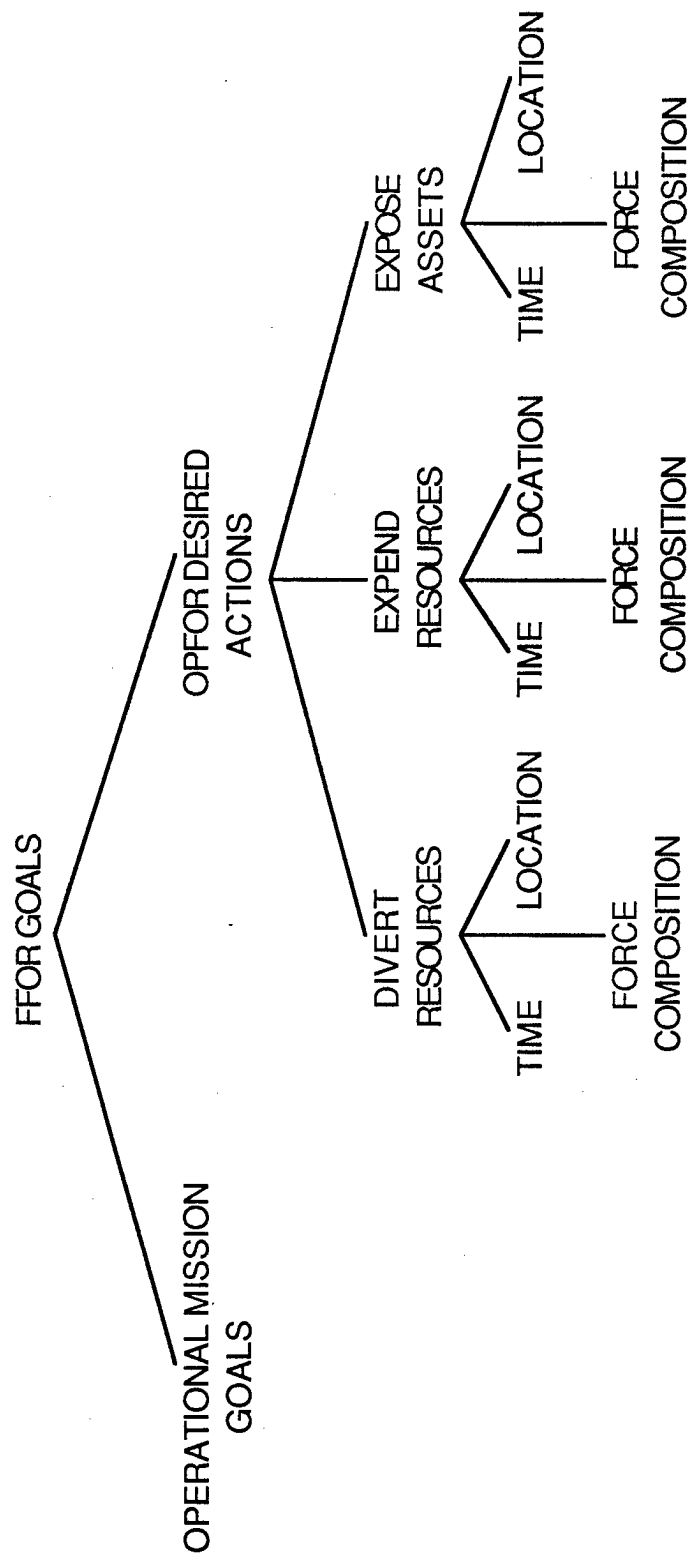 FFOR GOALS
OPERATIONAL MISSION
GOALS
OPFOR DESIRED
ACTIONS
DIVERT
RESOURCES
EXPEND
RESOURCES
EXPOSE
ASSETS
TIME
LOCATION
FORCE
COMPOSITION
TIME
LOCATION
FORCE
COMPOSITION
TIME
LOCATION
FORCE
COMPOSITION